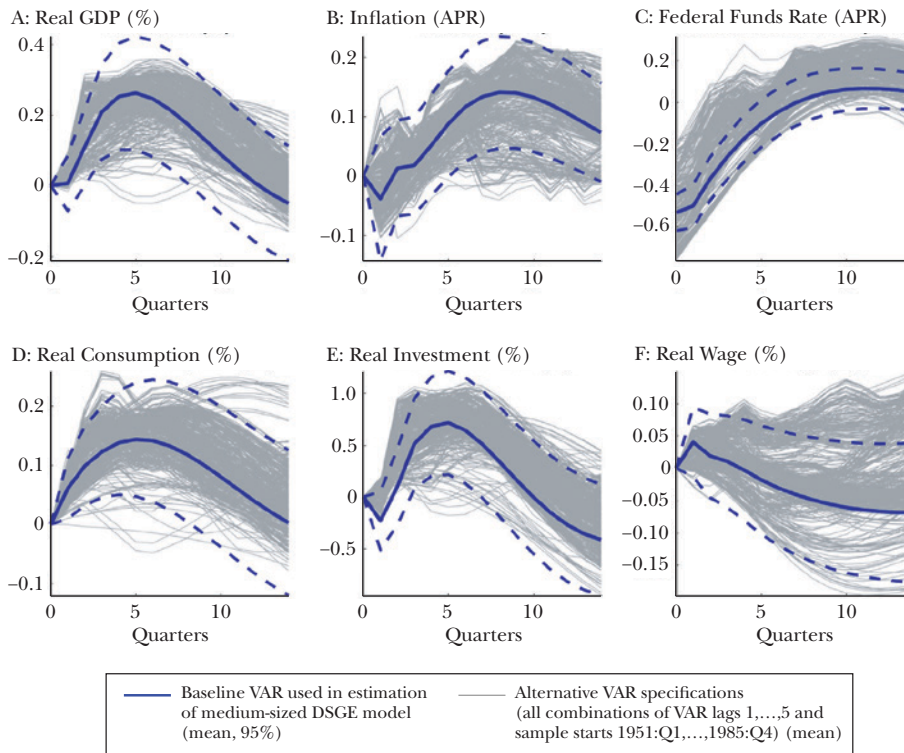 A: Real GDP (%)
0.4
0.2
0
−0.2
0
5
10
Quarters
B: Inflation (APR)
0.2
0.1
0
−0.1
0
5
10
Quarters
C: Federal Funds Rate (APR)
0.2
0
−0.2
−0.4
−0.6
0
5
10
Quarters
D: Real Consumption (%)
0.2
0.1
0
−0.1
0
5
10
Quarters
E: Real Investment (%)
1.0
0.5
0
−0.5
0
5
10
Quarters
F: Real Wage (%)
0.10
0.05
0
−0.05
−0.10
−0.15
0
5
10
Quarters
Baseline VAR used in estimation
of medium-sized DSGE model
(mean, 95%)
Alternative VAR specifications
(all combinations of VAR lags 1,...,5 and
sample starts 1951:Q1,...,1985:Q4) (mean)